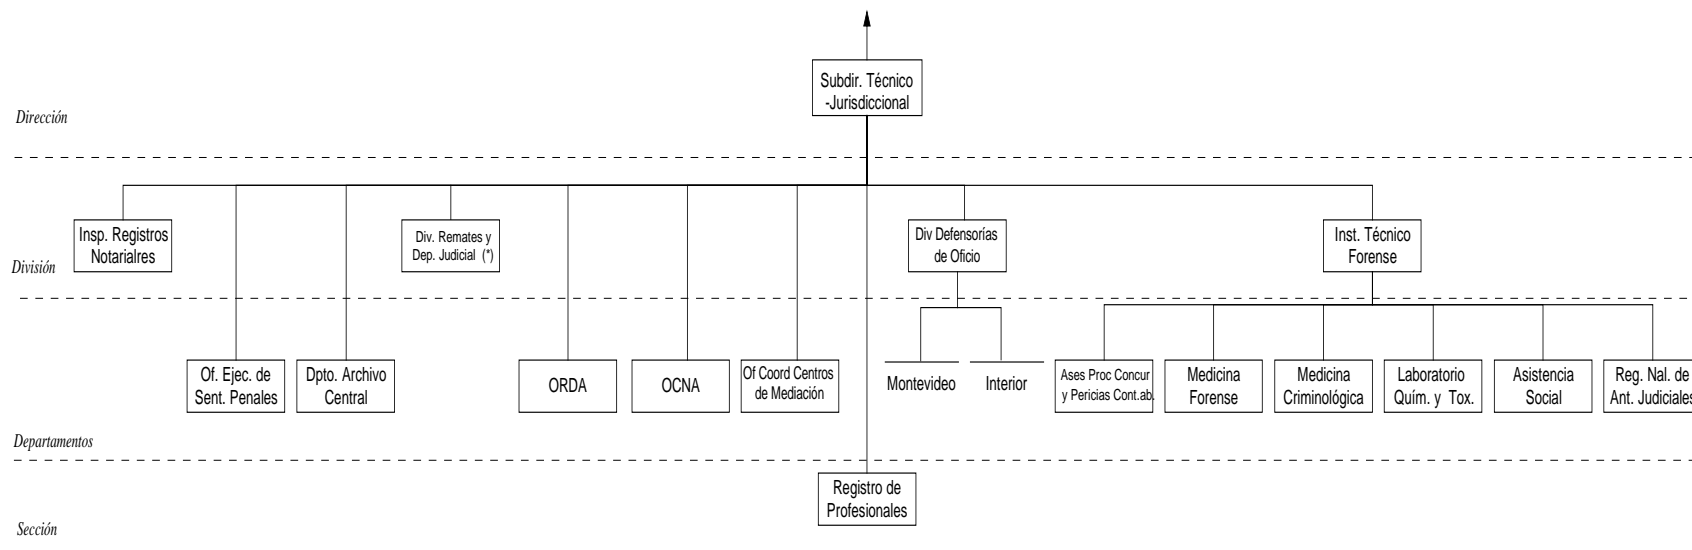 Subdir. Técnico
-Jurisdiccional
Dirección
Insp. Registros
Notarialres
Div. Remates y
Dep. Judicial (*)
Div Defensorías
de Oficio
Inst. Técnico
Forense
División
Of. Ejec. de
Sent. Penales
Dpto. Archivo
Central
ORDA
OCNA
Of Coord Centros
de Mediación
Montevideo
Interior
Ases Proc Concur
y Pericias Cont.ab.
Medicina
Forense
Medicina
Criminológica
Laboratorio
Quím. y Tox.
Asistencia
Social
Reg. Nal. de
Ant. Judiciales
Departamentos
Registro de
Profesionales
Sección